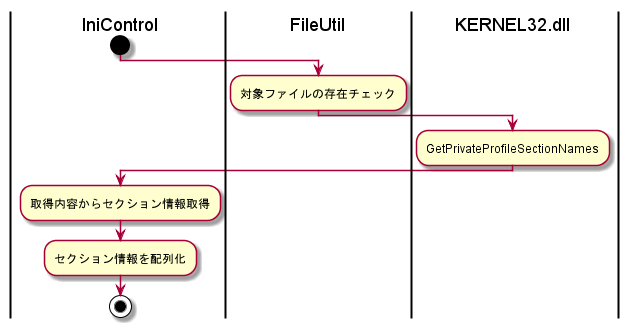 IniControl
FileUtil
KERNEL32.dll
対象ファイルの存在チェック
GetPrivateProfileSectionNames
取得内容からセクション情報取得
セクション情報を配列化